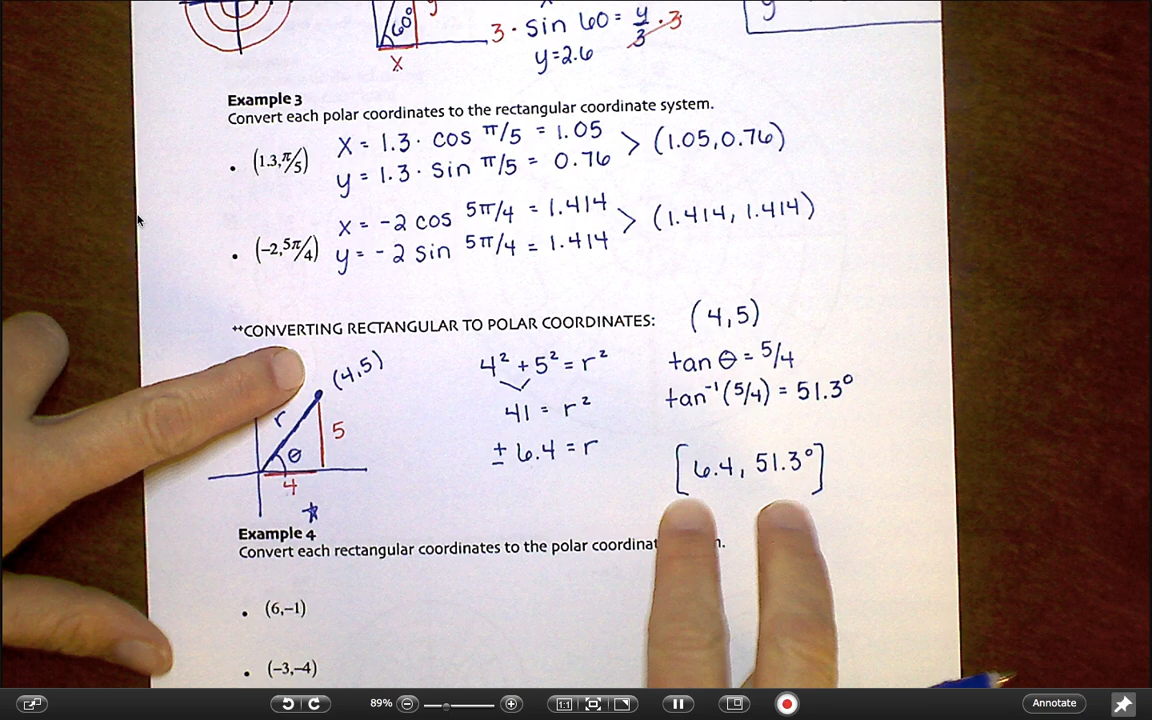 3 · sin 60 = y/3 · 3
60°
y
y
x
y=2.6
Example 3
Convert each polar coordinates to the rectangular coordinate system.
• (1.3,π/5) x = 1.3 · cos π/5 = 1.05 > (1.05,0.76)
y = 1.3 · sin π/5 = 0.76
x = -2 cos 5π/4 = 1.414 > (1.414, 1.414)
• (−2,5π/4) y = -2 sin 5π/4 = 1.414
**CONVERTING RECTANGULAR TO POLAR COORDINATES: (4,5)
(4,5) 4² + 5² = r² tan θ = 5/4
r 41 = r² tan⁻¹(5/4) = 51.3°
5
θ ± 6.4 = r [6.4, 51.3°]
4
Example 4
Convert each rectangular coordinates to the polar coordinat
• (6,−1)
• (−3,−4)
89% 1:1 Annotate